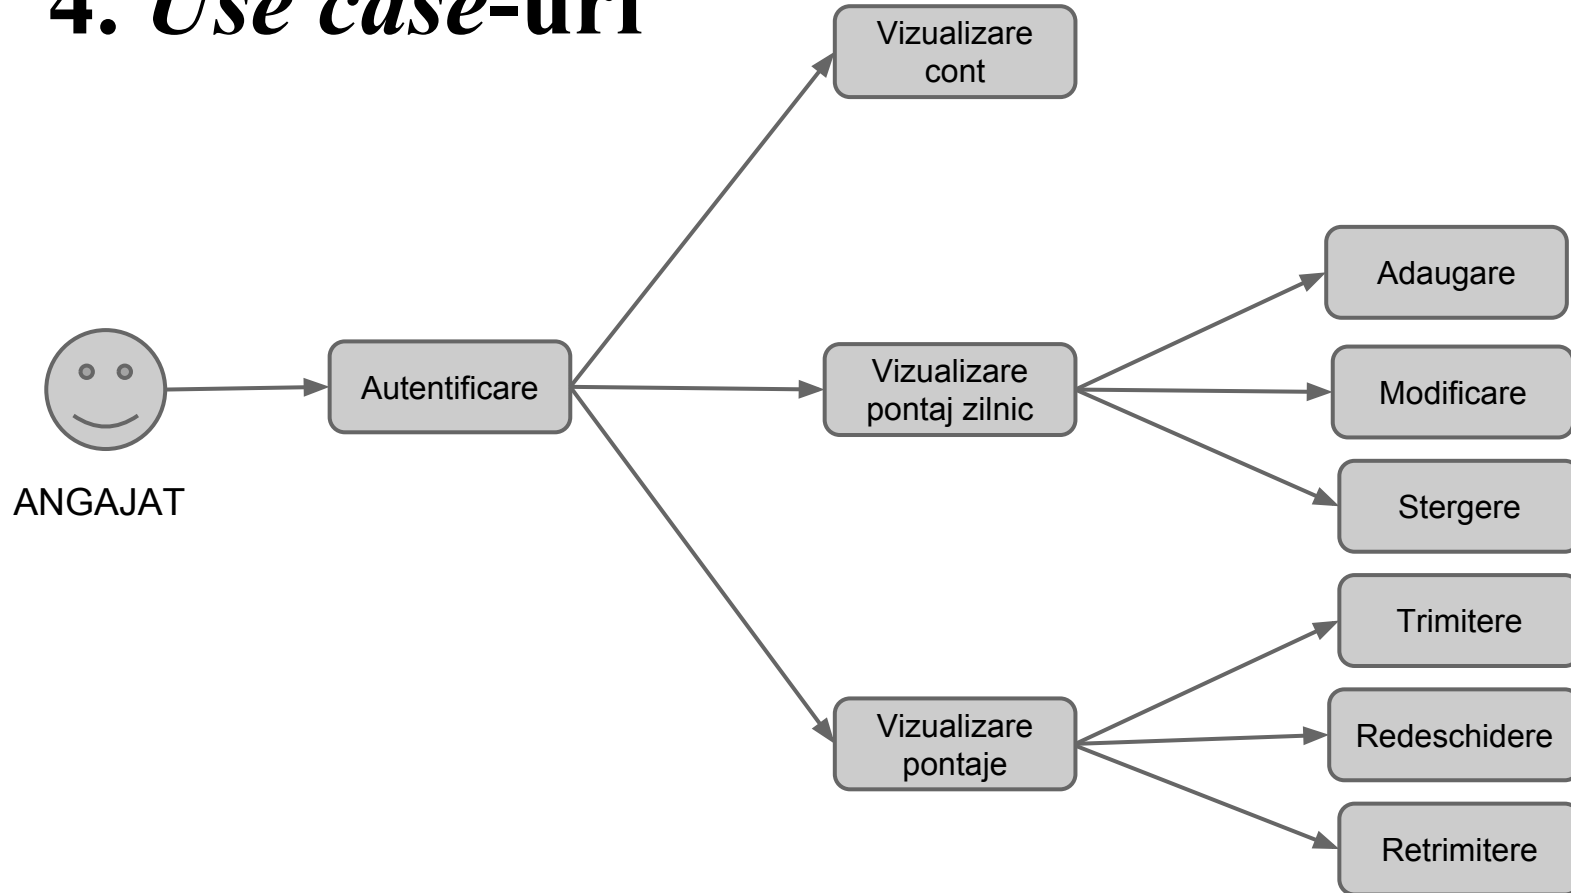 4. Use case-uri
Vizualizare
cont
Adaugare
Autentificare
Vizualizare
pontaj zilnic
Modificare
ANGAJAT
Stergere
Trimitere
Vizualizare
pontaje
Redeschidere
Retrimitere